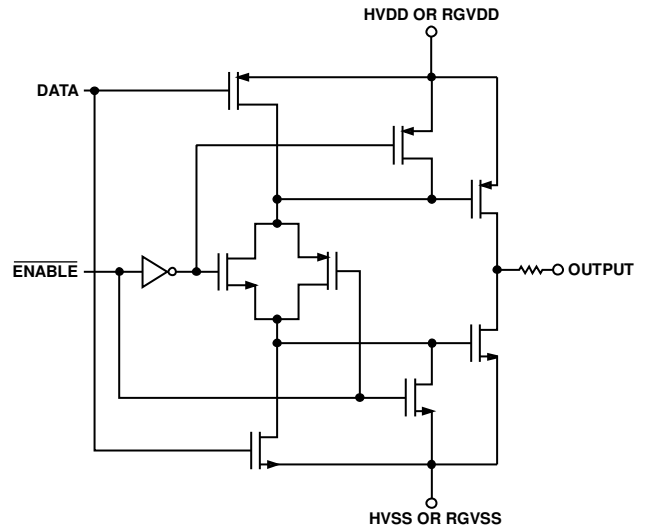 HVDD OR RGVDD
DATA
ENABLE
OUTPUT
HVSS OR RGVSS